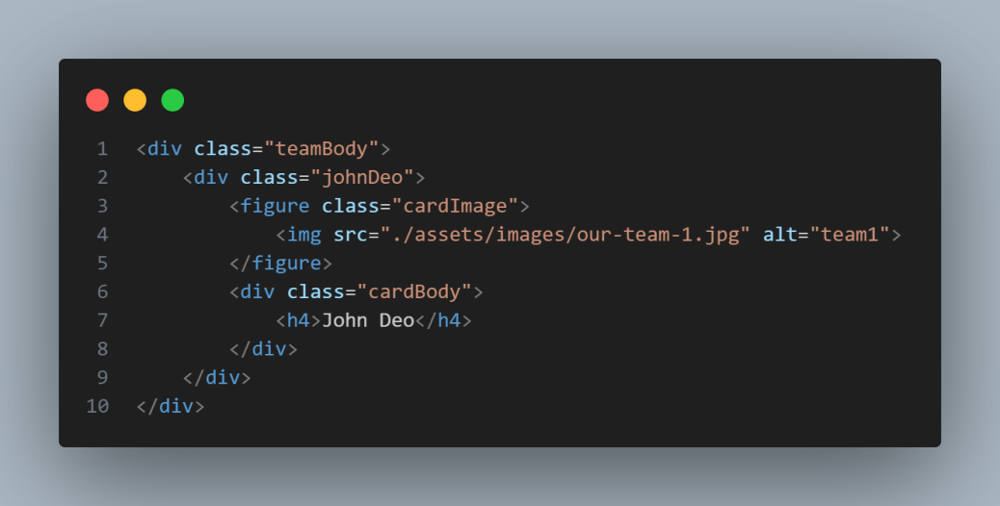 1 <div class="teamBody">
2     <div class="johnDeo">
3         <figure class="cardImage">
4             <img src="./assets/images/our-team-1.jpg" alt="team1">
5         </figure>
6         <div class="cardBody">
7             <h4>John Deo</h4>
8         </div>
9     </div>
10 </div>